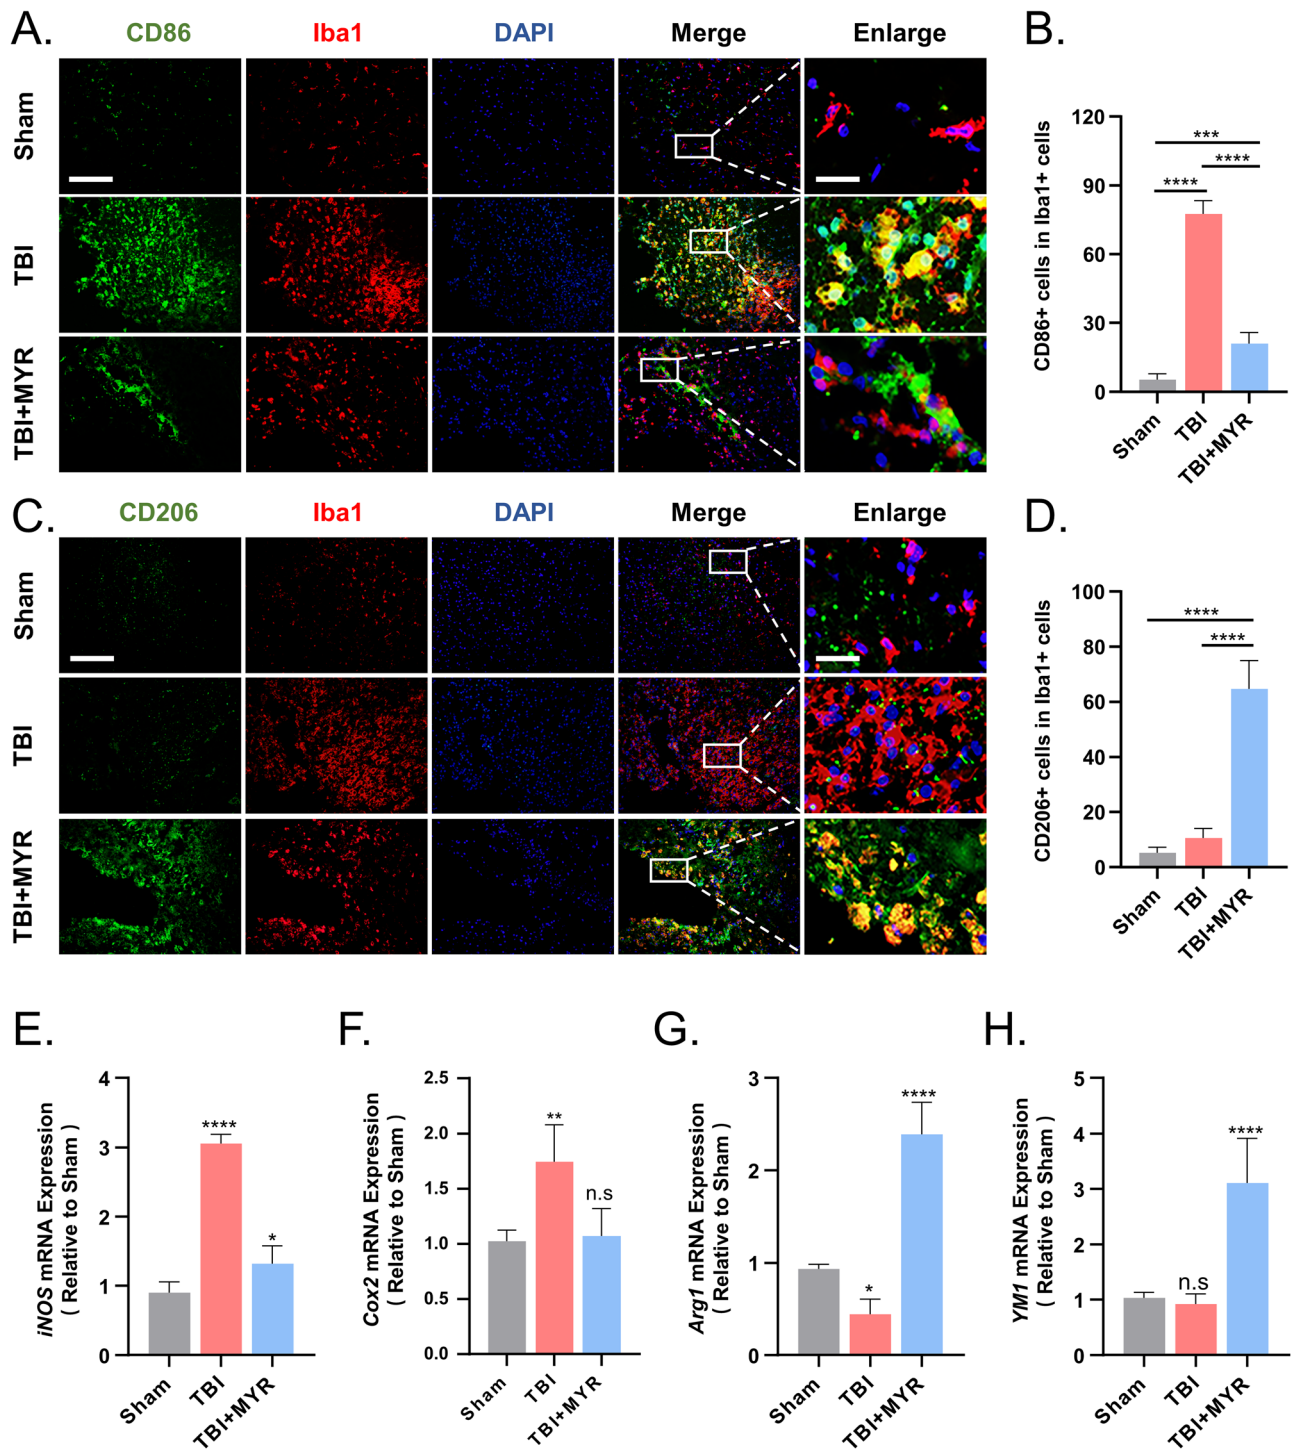 A.
CD86 Iba1 DAPI Merge Enlarge
Sham
TBI
TBI+MYR
B.
CD86+ cells in Iba1+ cells
120
90
60
30
0
***
****
****
Sham TBI TBI+MYR
C.
CD206 Iba1 DAPI Merge Enlarge
Sham
TBI
TBI+MYR
D.
CD206+ cells in Iba1+ cells
100
80
60
40
20
0
****
****
Sham TBI TBI+MYR
E.
iNOS mRNA Expression
( Relative to Sham )
4
3
2
1
0
****
*
Sham TBI TBI+MYR
F.
Cox2 mRNA Expression
( Relative to Sham )
2.5
2.0
1.5
1.0
0.5
0.0
**
n.s
Sham TBI TBI+MYR
G.
Arg1 mRNA Expression
( Relative to Sham )
3
2
1
0
*
****
Sham TBI TBI+MYR
H.
YM1 mRNA Expression
( Relative to Sham )
5
4
3
2
1
0
n.s
****
Sham TBI TBI+MYR